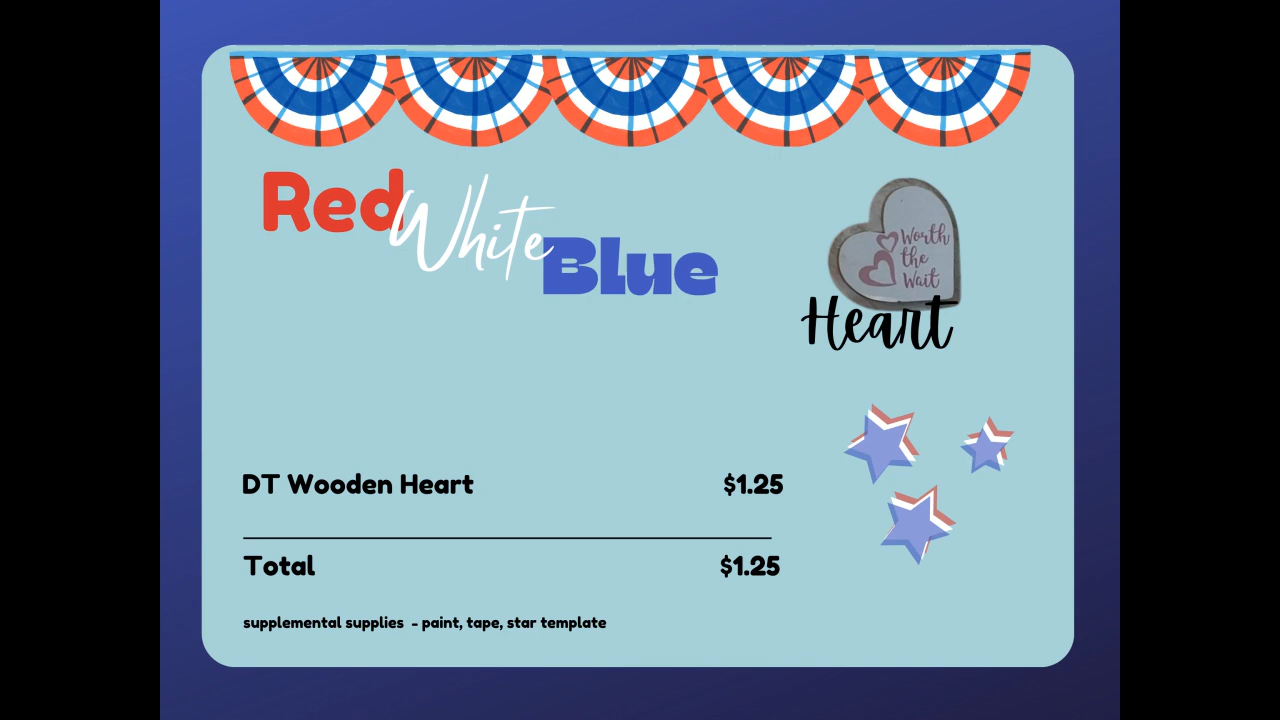 Red
White
Blue
Worth
the
Wait
Heart
DT Wooden Heart $1.25
Total $1.25
supplemental supplies - paint, tape, star template